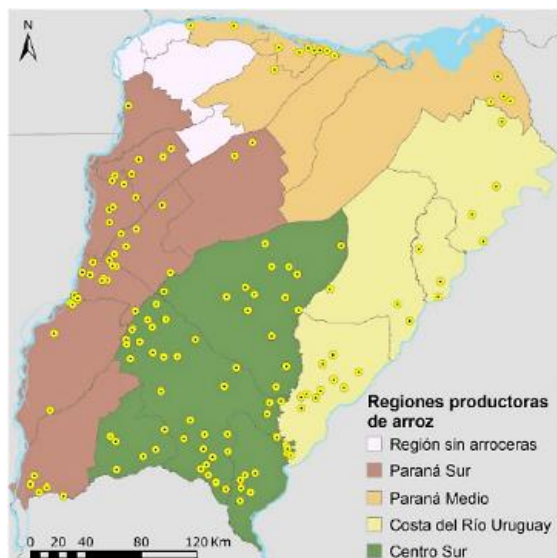 N
Regiones productoras
de arroz
Región sin arroceras
Paraná Sur
Paraná Medio
Costa del Río Uruguay
Centro Sur
0 20 40 80 120 Km